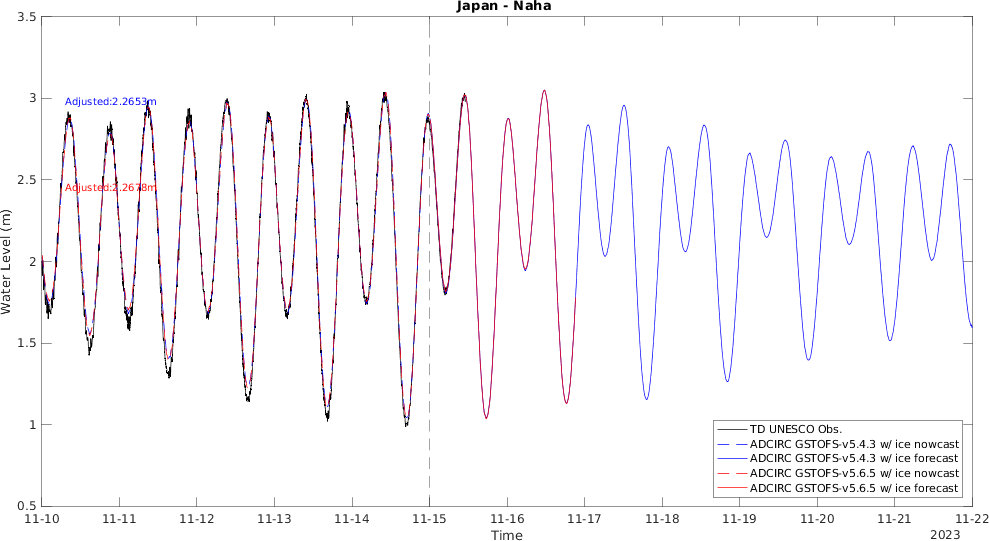 Japan - Naha
3.5
3
2.5
2
1.5
1
0.5
Water Level (m)
Adjusted:2.2653m
Adjusted:2.2678m
TD UNESCO Obs.
ADCIRC GSTOFS-v5.4.3 w/ ice nowcast
ADCIRC GSTOFS-v5.4.3 w/ ice forecast
ADCIRC GSTOFS-v5.6.5 w/ ice nowcast
ADCIRC GSTOFS-v5.6.5 w/ ice forecast
11-10 11-11 11-12 11-13 11-14 11-15 11-16 11-17 11-18 11-19 11-20 11-21 11-22
Time
2023